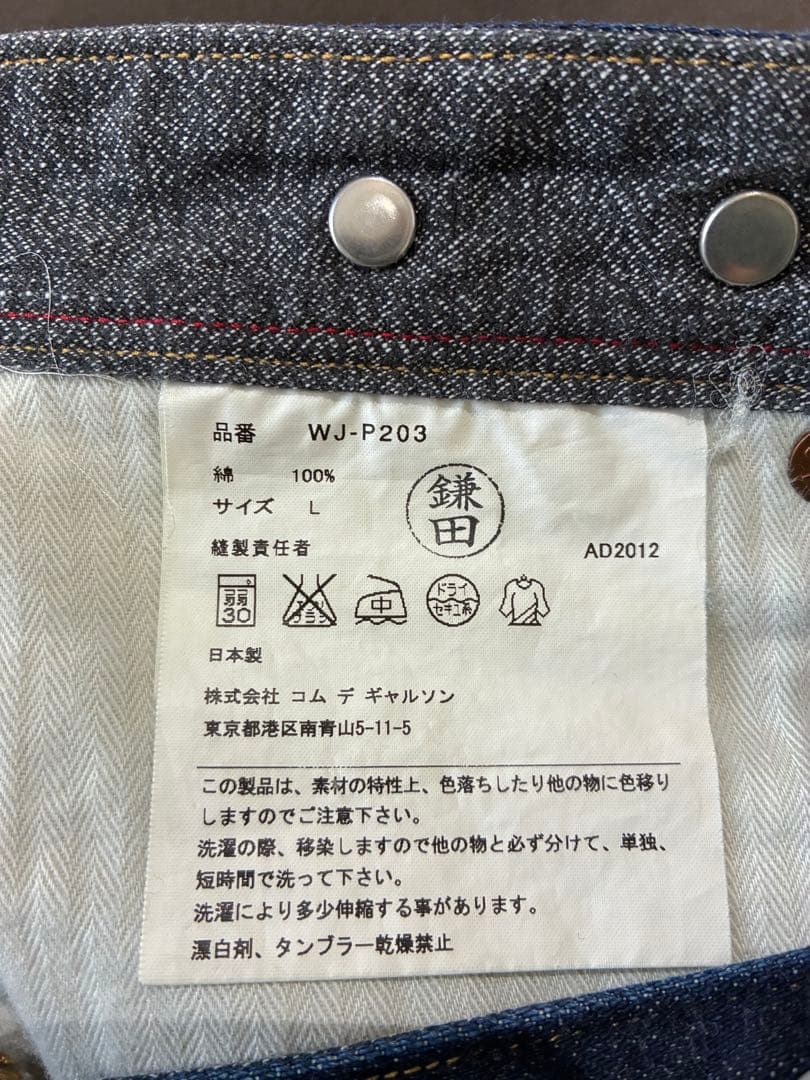 品番 WJ-P203
綿 100%
サイズ L
鎌田
縫製責任者
AD2012
弱 30
エンソ サラシ
中
ドライ セキユ系
日本製
株式会社 コム デ ギャルソン
東京都港区南青山5-11-5
この製品は、素材の特性上、色落ちしたり他の物に色移り
しますのでご注意下さい。
洗濯の際、移染しますので他の物と必ず分けて、単独、
短時間で洗って下さい。
洗濯により多少伸縮する事があります。
漂白剤、タンブラー乾燥禁止